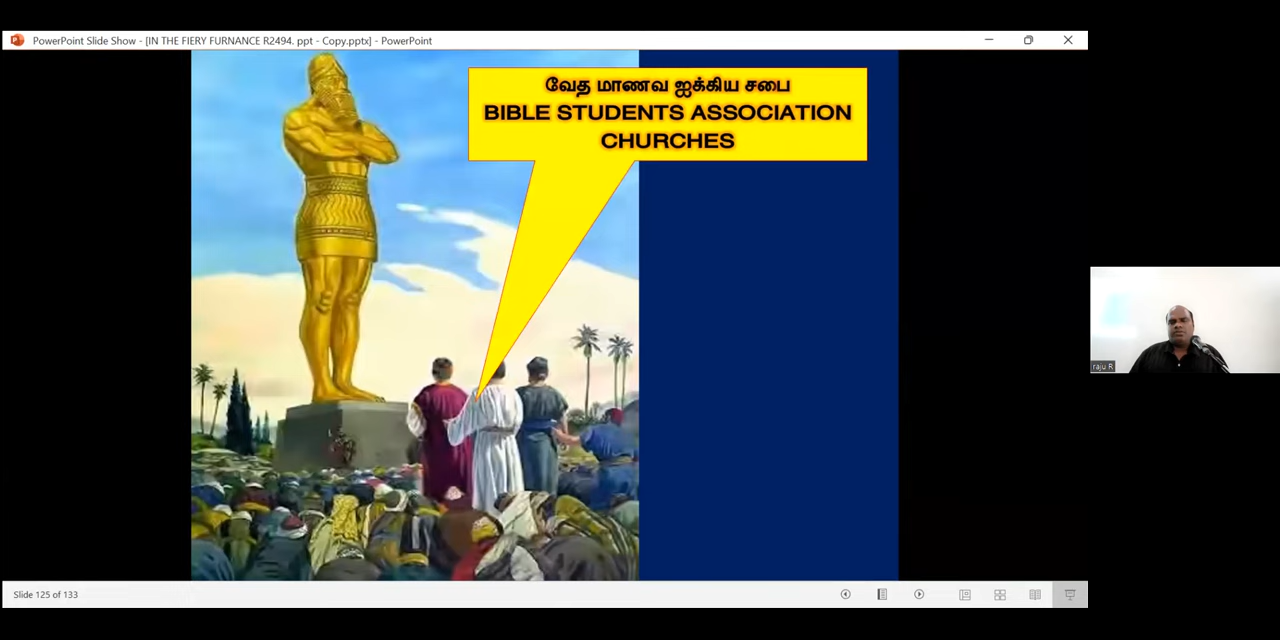 PowerPoint Slide Show - [IN THE FIERY FURNANCE R2494. ppt - Copy.pptx] - PowerPoint
வேத மாணவ ஐக்கிய சபை
BIBLE STUDENTS ASSOCIATION
CHURCHES
raju R
Slide 125 of 133